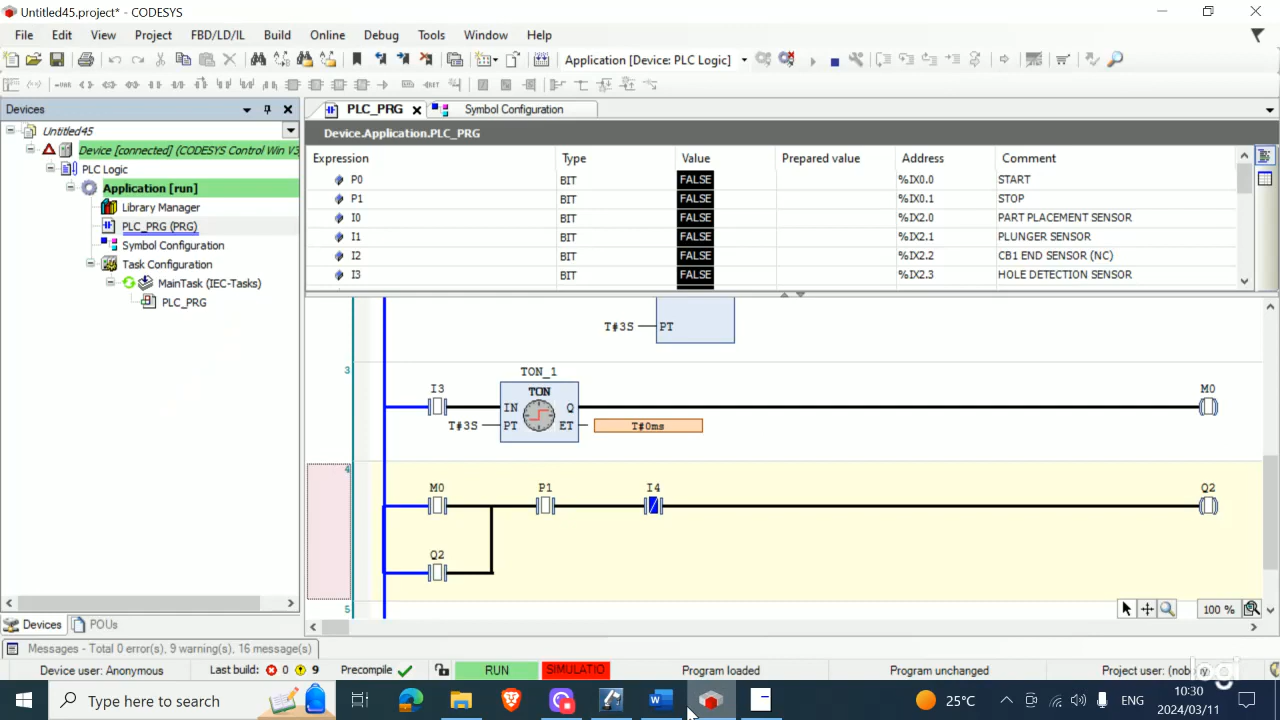 Untitled45.project* - CODESYS
File Edit View Project FBD/LD/IL Build Online Debug Tools Window Help
Application [Device: PLC Logic]
Devices
PLC_PRG
Symbol Configuration
Untitled45
Device [connected] (CODESYS Control Win V3
PLC Logic
Application [run]
Library Manager
PLC_PRG (PRG)
Symbol Configuration
Task Configuration
MainTask (IEC-Tasks)
PLC_PRG
Device.Application.PLC_PRG
Expression Type Value Prepared value Address Comment
P0 BIT FALSE %IX0.0 START
P1 BIT FALSE %IX0.1 STOP
I0 BIT FALSE %IX2.0 PART PLACEMENT SENSOR
I1 BIT FALSE %IX2.1 PLUNGER SENSOR
I2 BIT FALSE %IX2.2 CB1 END SENSOR (NC)
I3 BIT FALSE %IX2.3 HOLE DETECTION SENSOR
T#3S PT
3
TON_1
I3 TON M0
IN Q
T#3S PT ET T#0ms
4
M0 P1 I4 Q2
Q2
5
100 %
Devices POUs
Messages - Total 0 error(s), 9 warning(s), 16 message(s)
Device user: Anonymous Last build: 0 9 Precompile RUN SIMULATIO Program loaded Program unchanged Project user: (nob
Type here to search
25°C
ENG
10:30
2024/03/11